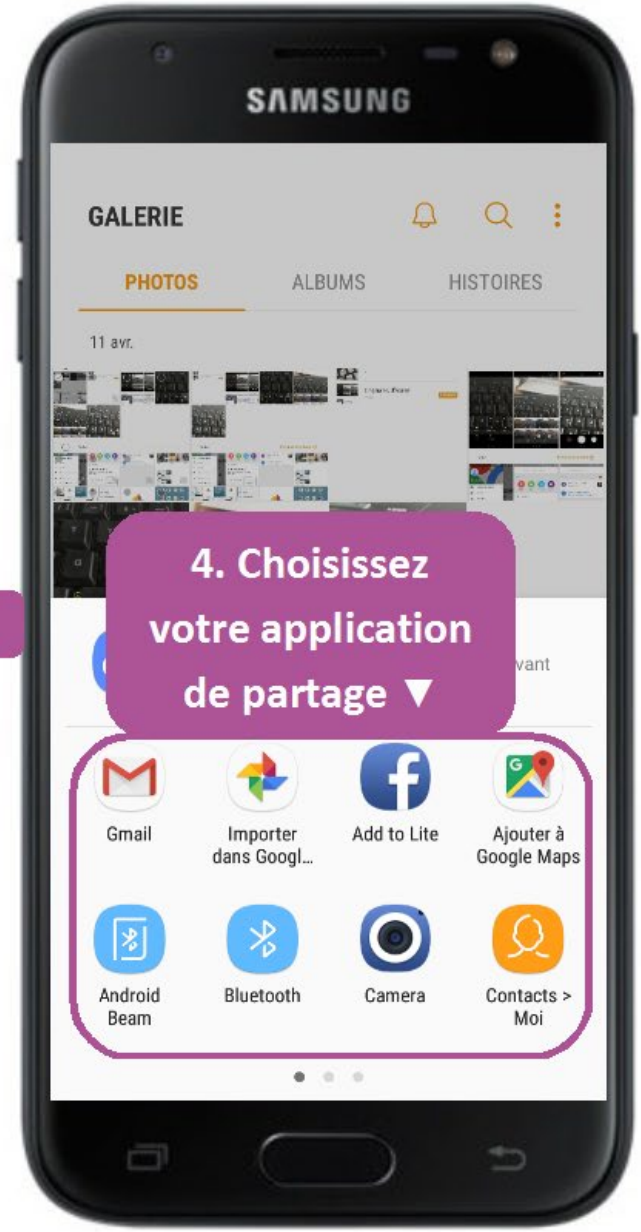 SAMSUNG
GALERIE
PHOTOS ALBUMS HISTOIRES
11 avr.
4. Choisissez
votre application
de partage ▼
vant
Gmail Importer Add to Lite Ajouter à
dans Googl... Google Maps
Android Bluetooth Camera Contacts >
Beam Moi